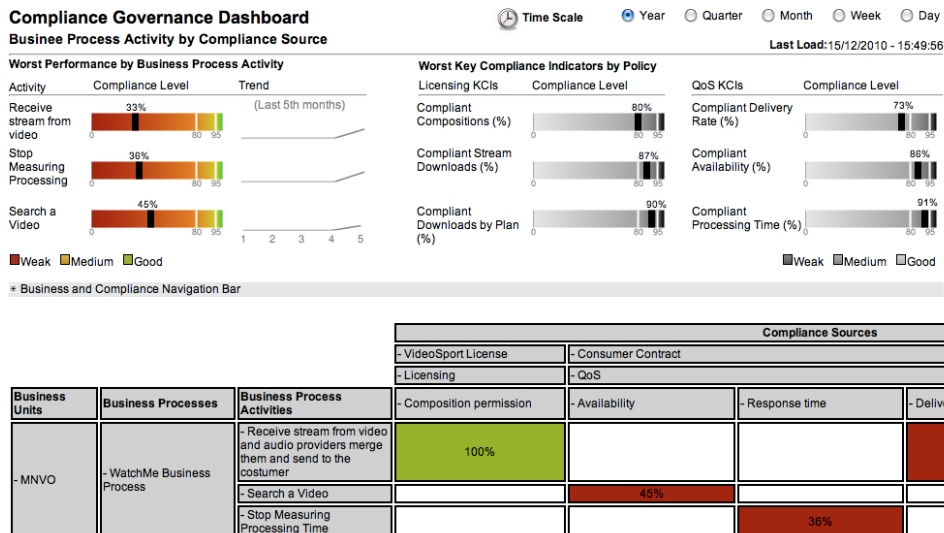 Compliance Governance Dashboard
Time Scale
Year
Quarter
Month
Week
Day
Businee Process Activity by Compliance Source
Last Load:15/12/2010 - 15:49:56
Worst Performance by Business Process Activity
Activity
Compliance Level
Trend
Receive
stream from
video
33%
0 80 95
(Last 5th months)
Stop
Measuring
Processing
36%
0 80 95
Search a
Video
45%
0 80 95
1 2 3 4 5
Weak Medium Good
Worst Key Compliance Indicators by Policy
Licensing KCIs
Compliance Level
Compliant
Compositions (%)
80%
0 80 95
Compliant Stream
Downloads (%)
87%
0 80 95
Compliant
Downloads by Plan
(%)
90%
0 80 95
QoS KCIs
Compliance Level
Compliant Delivery
Rate (%)
73%
0 80 95
Compliant
Availability (%)
86%
0 80 95
Compliant
Processing Time (%)
91%
0 80 95
Weak Medium Good
Business and Compliance Navigation Bar
Compliance Sources
- VideoSport License
- Consumer Contract
- Licensing
- QoS
Business
Units
Business Processes
Business Process
Activities
- Composition permission
- Availability
- Response time
- Delive
- MNVO
- WatchMe Business
Process
- Receive stream from video
and audio providers merge
them and send to the
costumer
100%
- Search a Video
45%
- Stop Measuring
Processing Time
36%